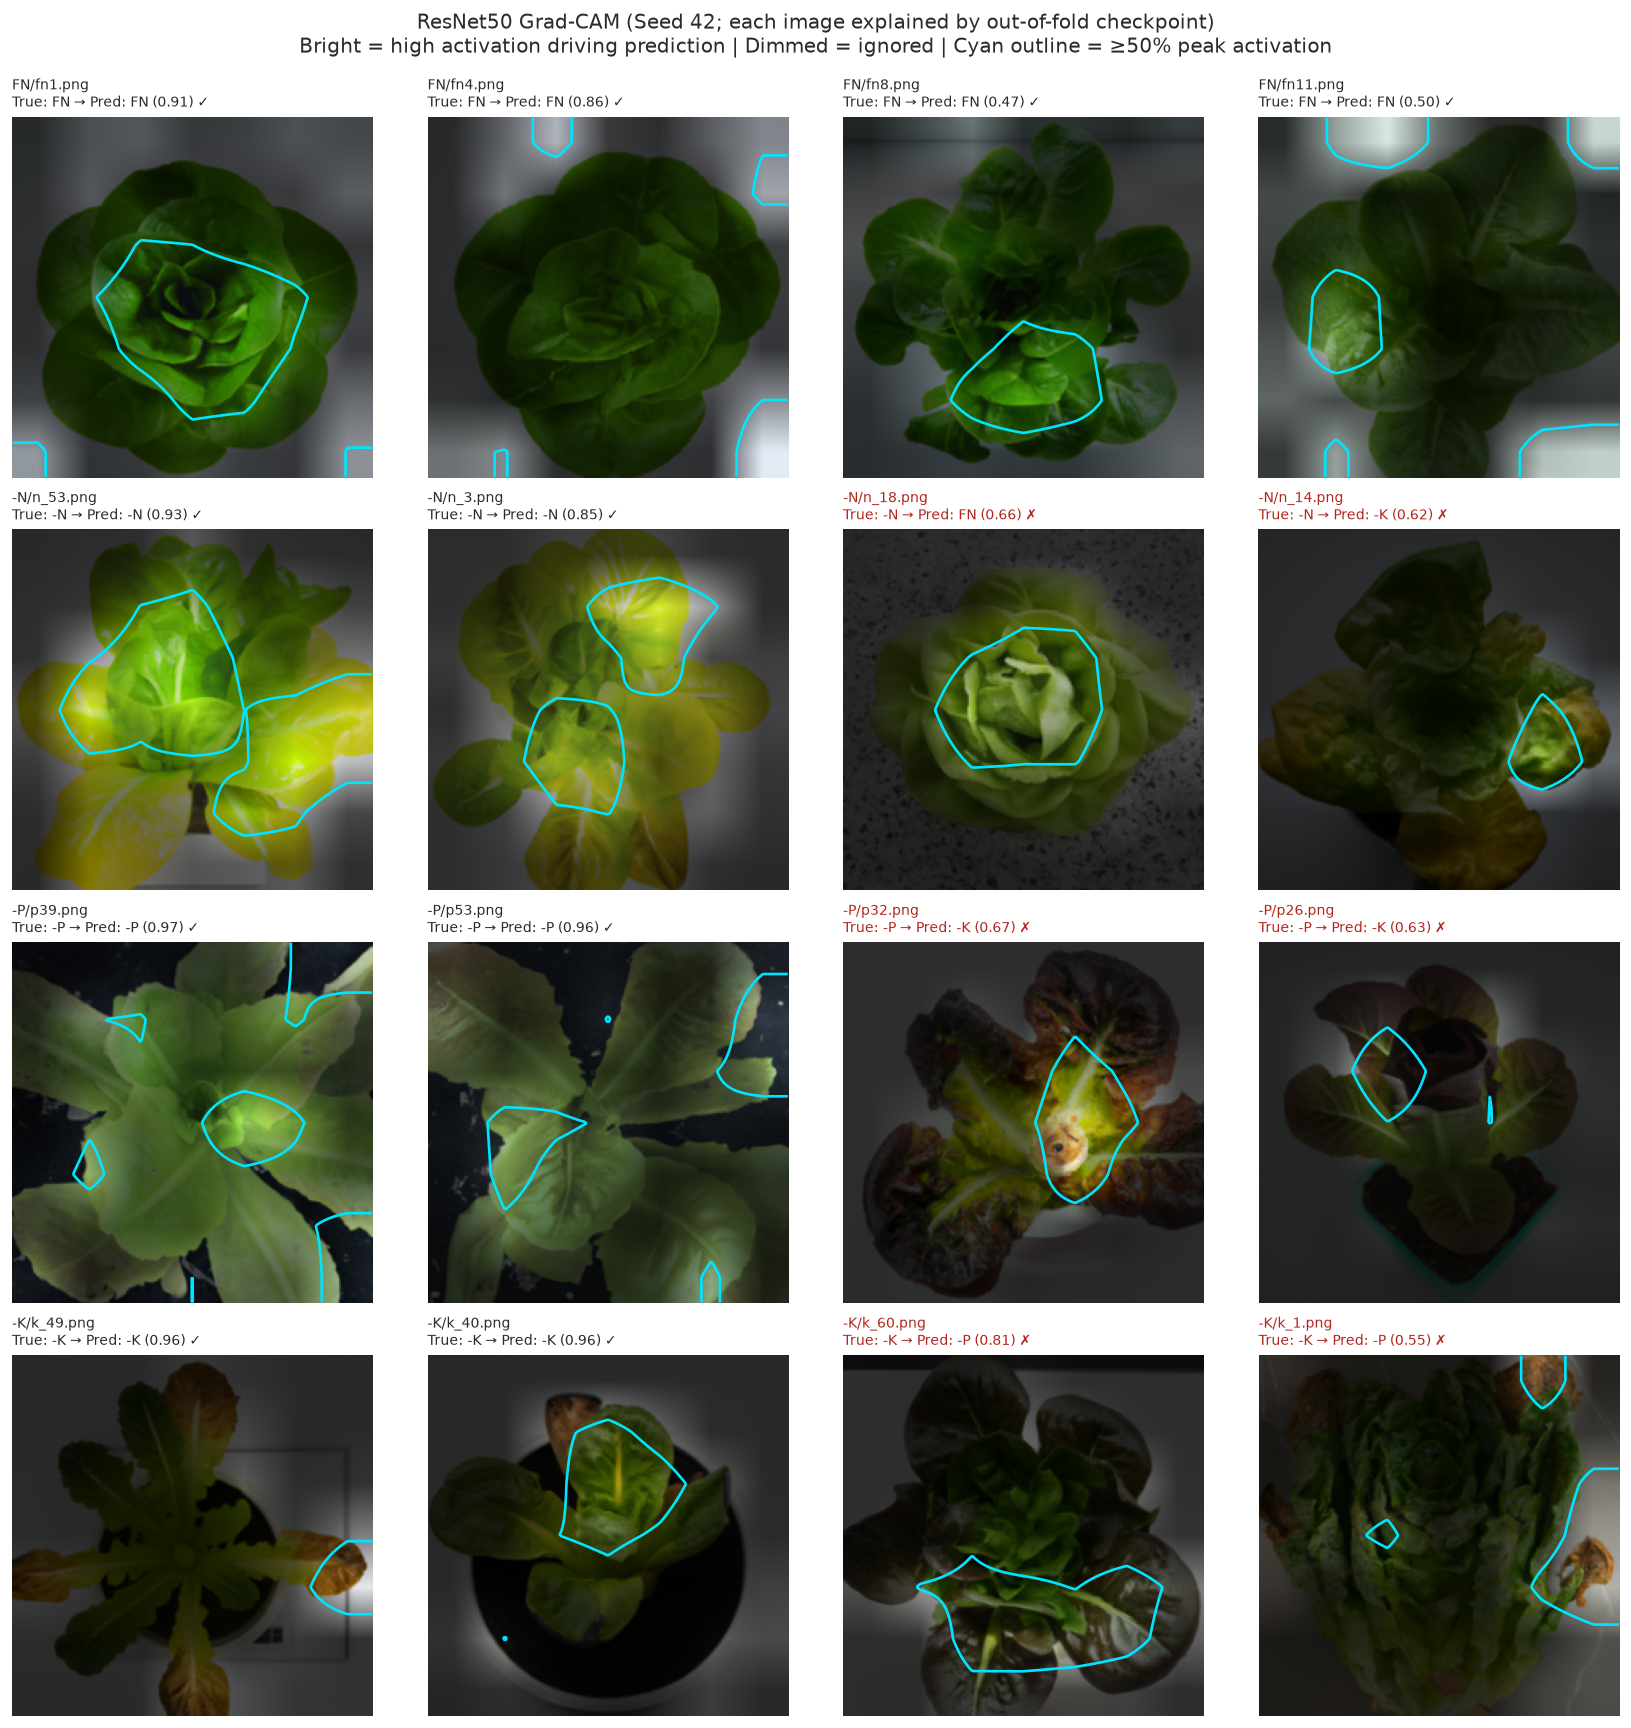 ResNet50 Grad-CAM (Seed 42; each image explained by out-of-fold checkpoint)
Bright = high activation driving prediction | Dimmed = ignored | Cyan outline = ≥50% peak activation
FN/fn1.png
True: FN → Pred: FN (0.91) ✓
FN/fn4.png
True: FN → Pred: FN (0.86) ✓
FN/fn8.png
True: FN → Pred: FN (0.47) ✓
FN/fn11.png
True: FN → Pred: FN (0.50) ✓
-N/n_53.png
True: -N → Pred: -N (0.93) ✓
-N/n_3.png
True: -N → Pred: -N (0.85) ✓
-N/n_18.png
True: -N → Pred: FN (0.66) ✗
-N/n_14.png
True: -N → Pred: -K (0.62) ✗
-P/p39.png
True: -P → Pred: -P (0.97) ✓
-P/p53.png
True: -P → Pred: -P (0.96) ✓
-P/p32.png
True: -P → Pred: -K (0.67) ✗
-P/p26.png
True: -P → Pred: -K (0.63) ✗
-K/k_49.png
True: -K → Pred: -K (0.96) ✓
-K/k_40.png
True: -K → Pred: -K (0.96) ✓
-K/k_60.png
True: -K → Pred: -P (0.81) ✗
-K/k_1.png
True: -K → Pred: -P (0.55) ✗